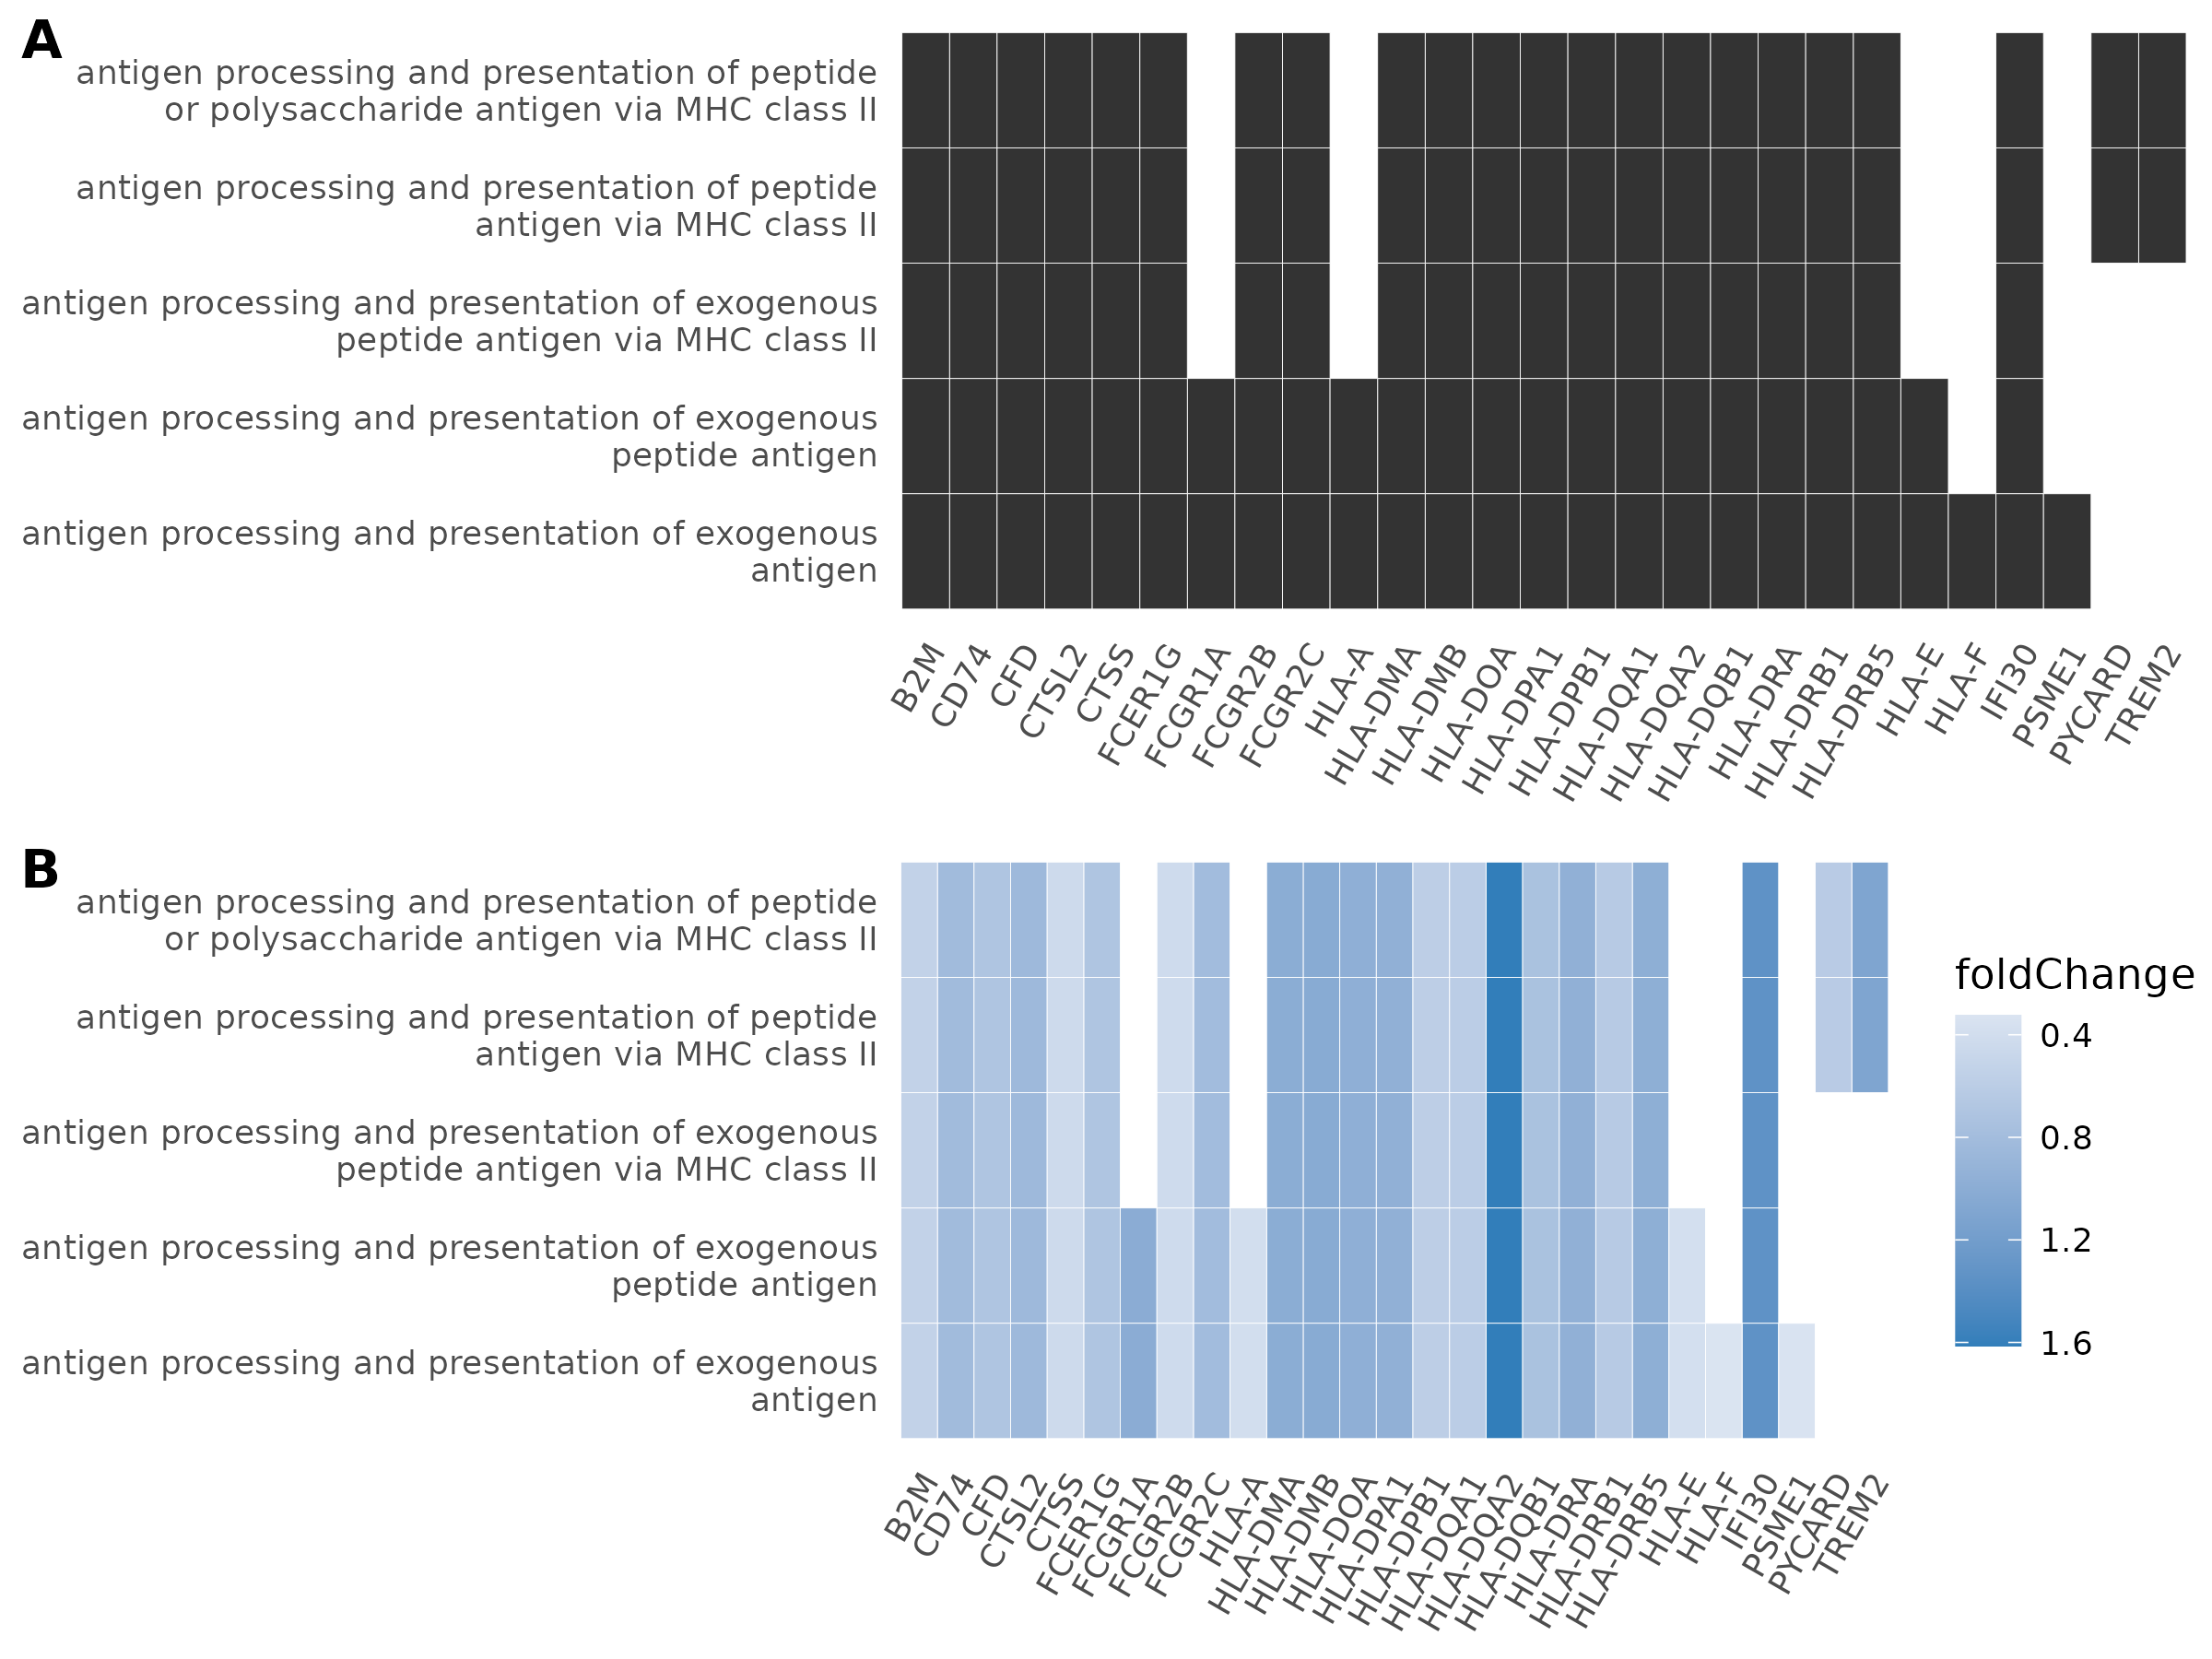 A
antigen processing and presentation of peptide
or polysaccharide antigen via MHC class II
antigen processing and presentation of peptide
antigen via MHC class II
antigen processing and presentation of exogenous
peptide antigen via MHC class II
antigen processing and presentation of exogenous
peptide antigen
antigen processing and presentation of exogenous
antigen
B2M
CD74
CFD
CTSL2
CTSS
FCER1G
FCGR1A
FCGR2B
FCGR2C
HLA-A
HLA-DMA
HLA-DMB
HLA-DOA
HLA-DPA1
HLA-DPB1
HLA-DQA1
HLA-DQA2
HLA-DQB1
HLA-DRA
HLA-DRB1
HLA-DRB5
HLA-E
HLA-F
IFI30
PSME1
PYCARD
TREM2
B
antigen processing and presentation of peptide
or polysaccharide antigen via MHC class II
antigen processing and presentation of peptide
antigen via MHC class II
antigen processing and presentation of exogenous
peptide antigen via MHC class II
antigen processing and presentation of exogenous
peptide antigen
antigen processing and presentation of exogenous
antigen
B2M
CD74
CFD
CTSL2
CTSS
FCER1G
FCGR1A
FCGR2B
FCGR2C
HLA-A
HLA-DMA
HLA-DMB
HLA-DOA
HLA-DPA1
HLA-DPB1
HLA-DQA1
HLA-DQA2
HLA-DQB1
HLA-DRA
HLA-DRB1
HLA-DRB5
HLA-E
HLA-F
IFI30
PSME1
PYCARD
TREM2
foldChange
0.4
0.8
1.2
1.6